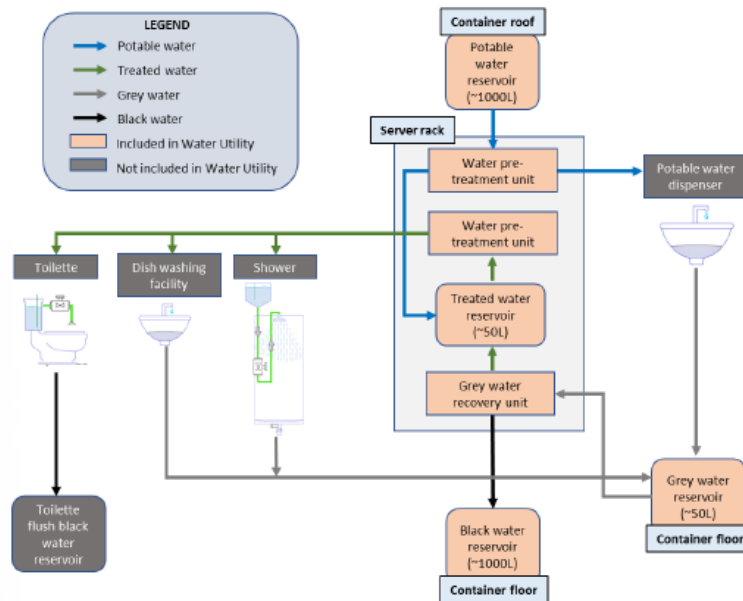 LEGEND
Potable water
Treated water
Grey water
Black water
Included in Water Utility
Not included in Water Utility
Container roof
Potable
water
reservoir
(~1000L)
Server rack
Water pre-
treatment unit
Potable water
dispenser
Water pre-
treatment unit
Toilette
Dish washing
facility
Shower
Treated water
reservoir
(~50L)
Grey water
recovery unit
Grey water
reservoir
(~50L)
Container floor
Toilette
flush black
water
reservoir
Black water
reservoir
(~1000L)
Container floor